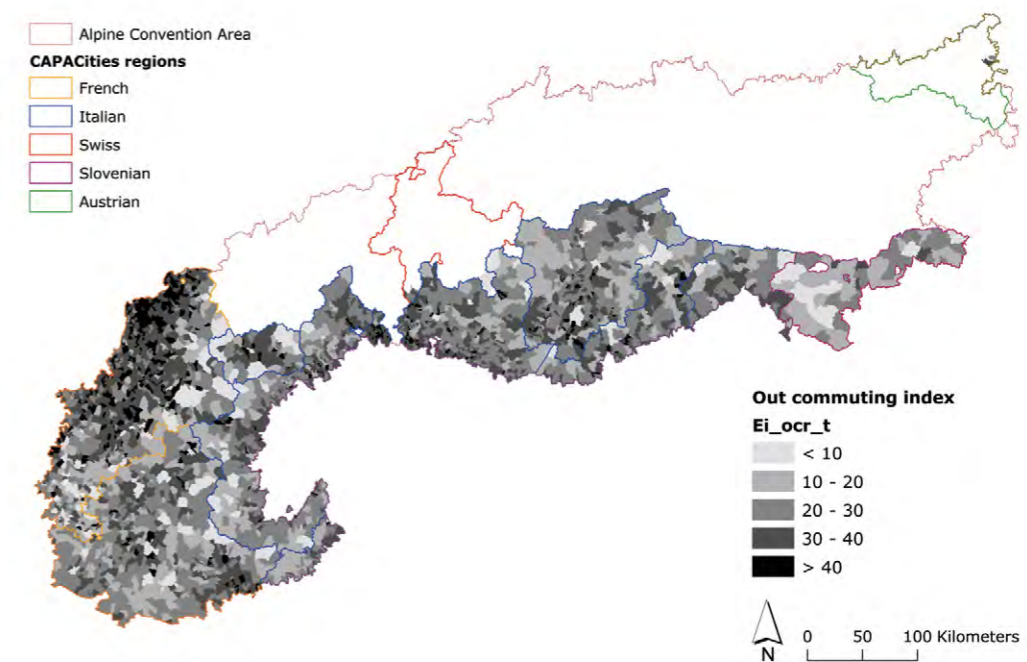 Alpine Convention Area
CAPACities regions
French
Italian
Swiss
Slovenian
Austrian
Out commuting index
Ei_ocr_t
< 10
10 - 20
20 - 30
30 - 40
> 40
N
0 50 100 Kilometers